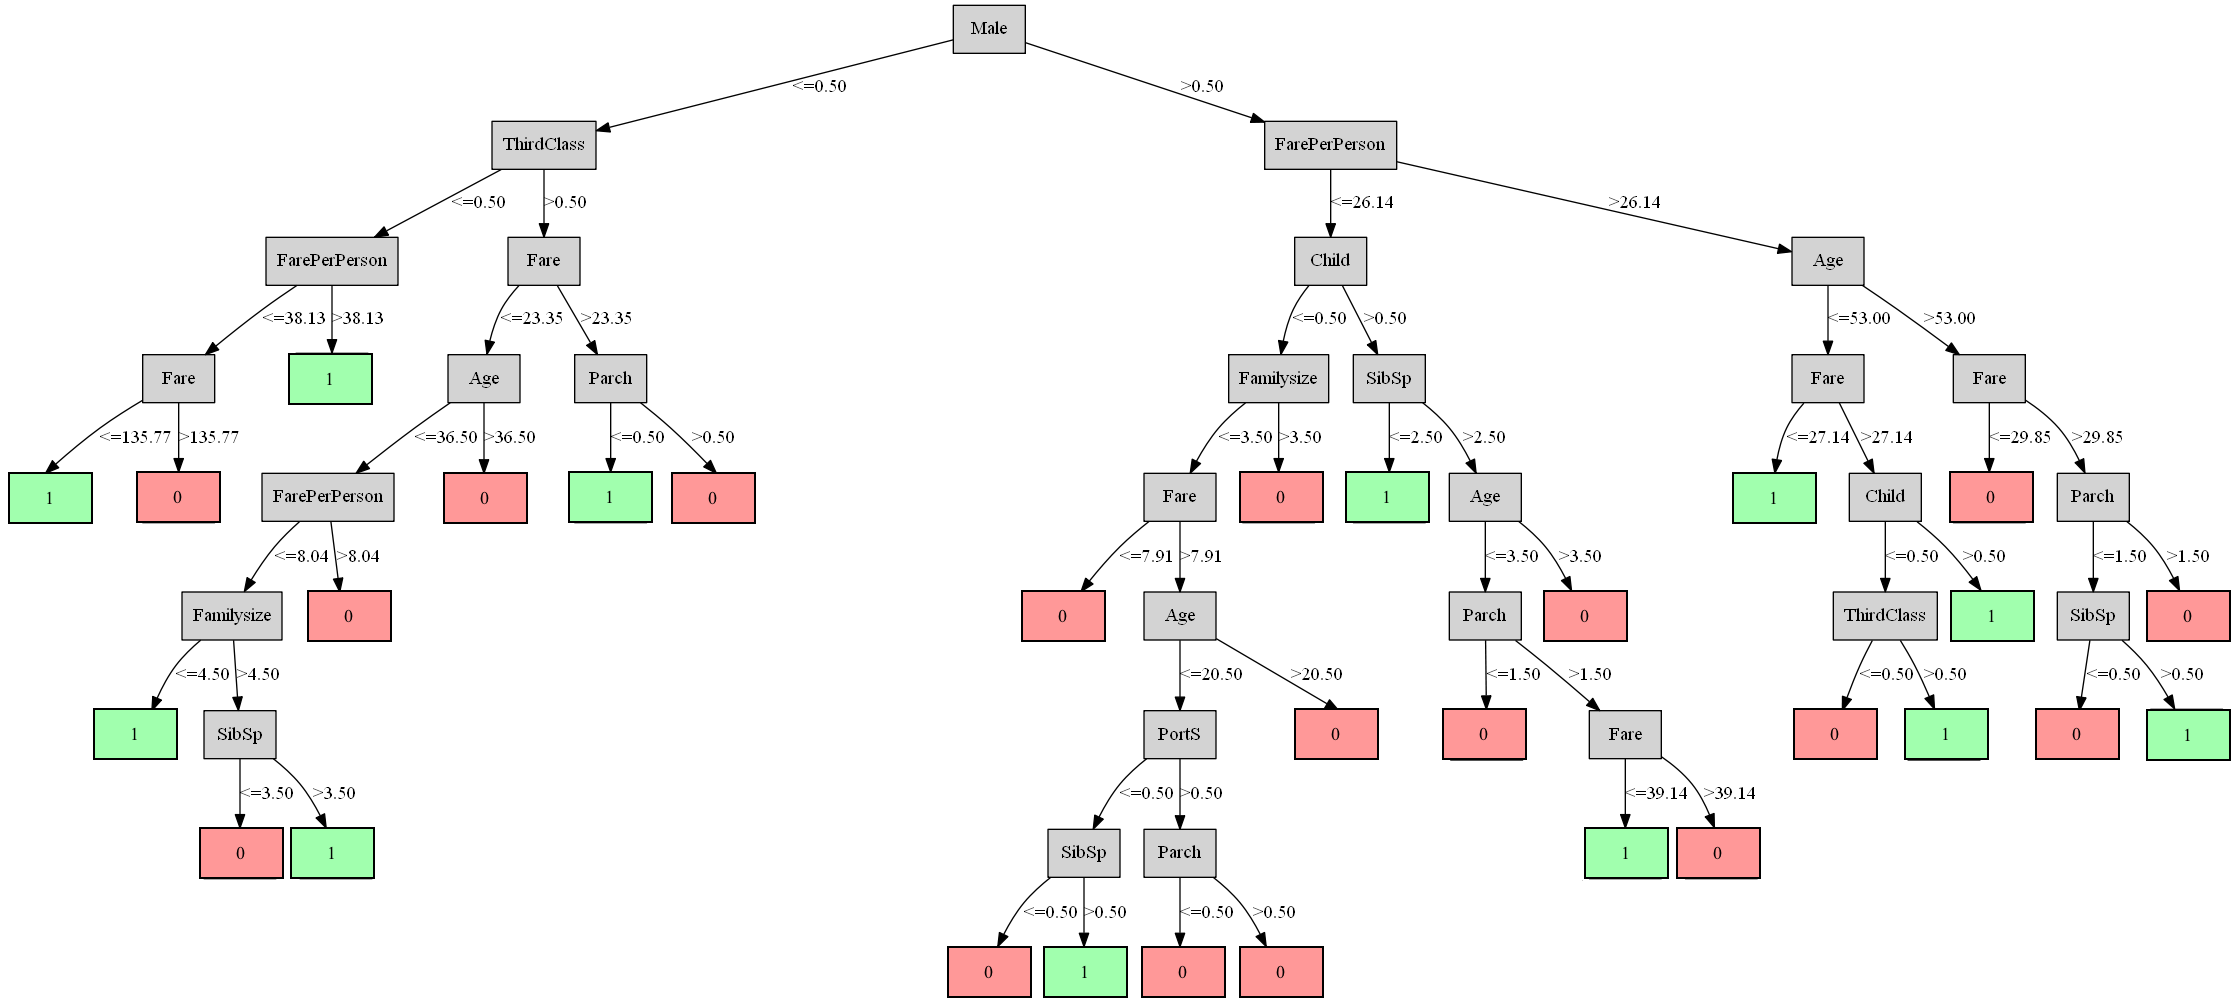 Male
<=0.50 >0.50
ThirdClass FarePerPerson
<=0.50 >0.50 <=26.14 >26.14
FarePerPerson Fare Child Age
<=38.13 >38.13 <=23.35 >23.35 <=0.50 >0.50 <=53.00 >53.00
Fare 1 Age Parch Familysize SibSp Fare Fare
<=135.77 >135.77 <=36.50 >36.50 <=0.50 >0.50 <=3.50 >3.50 <=2.50 >2.50 <=27.14 >27.14 <=29.85 >29.85
1 0 FarePerPerson 0 1 0 Fare 0 1 Age 1 Child 0 Parch
<=8.04 >8.04 <=7.91 >7.91 <=3.50 >3.50 <=0.50 >0.50 <=1.50 >1.50
Familysize 0 0 Age Parch 0 ThirdClass 1 SibSp 0
<=4.50 >4.50 <=20.50 >20.50 <=1.50 >1.50 <=0.50 >0.50 <=0.50 >0.50
1 SibSp PortS 0 0 Fare 0 1 0 1
<=3.50 >3.50 <=0.50 >0.50 <=39.14 >39.14
0 1 SibSp Parch 1 0
<=0.50 >0.50 <=0.50 >0.50
0 1 0 0